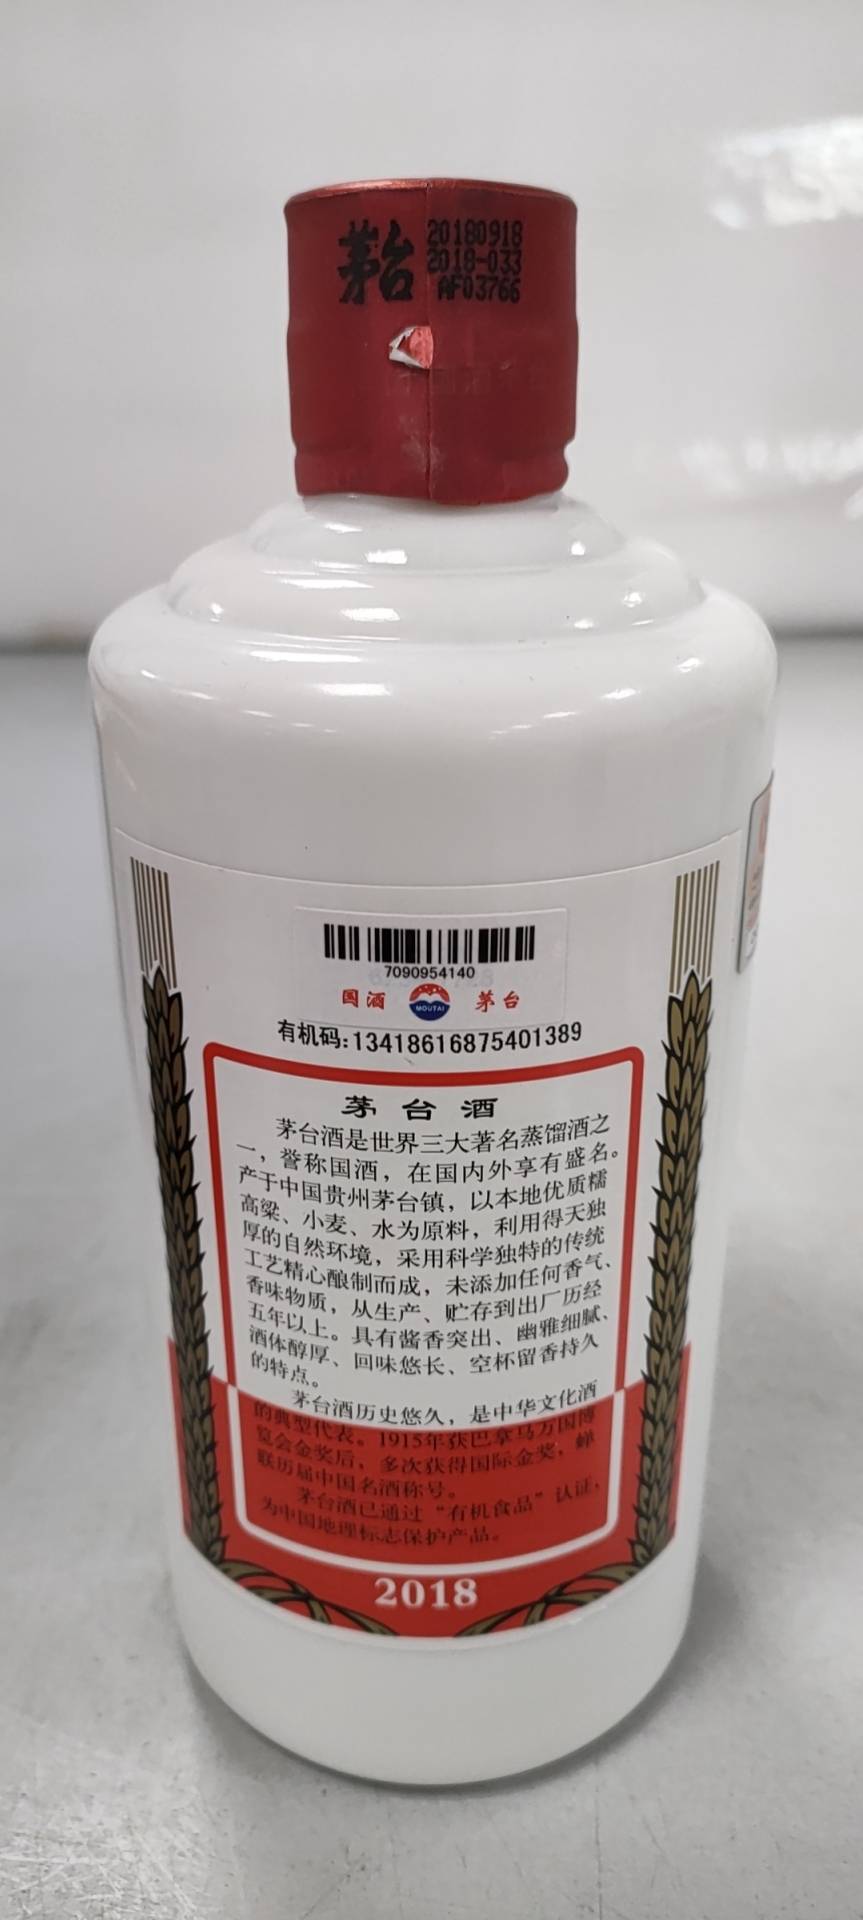 茅台
20180918
2018-033
AF03766
7090954140
国酒
MOUTAI
茅台
有机码:13418616875401389
茅台酒
茅台酒是世界三大著名蒸馏酒之
一，誉称国酒，在国内外享有盛名。
产于中国贵州茅台镇，以本地优质糯
高粱、小麦、水为原料，利用得天独
厚的自然环境，采用科学独特的传统
工艺精心酿制而成，未添加任何香气、
香味物质，从生产、贮存到出厂历经
五年以上。具有酱香突出、幽雅细腻、
酒体醇厚、回味悠长、空杯留香持久
的特点。
茅台酒历史悠久，是中华文化酒
的典型代表。1915年获巴拿马万国博
览会金奖后，多次获得国际金奖，蝉
联历届中国名酒称号。
茅台酒已通过“有机食品”认证，
为中国地理标志保护产品。
2018